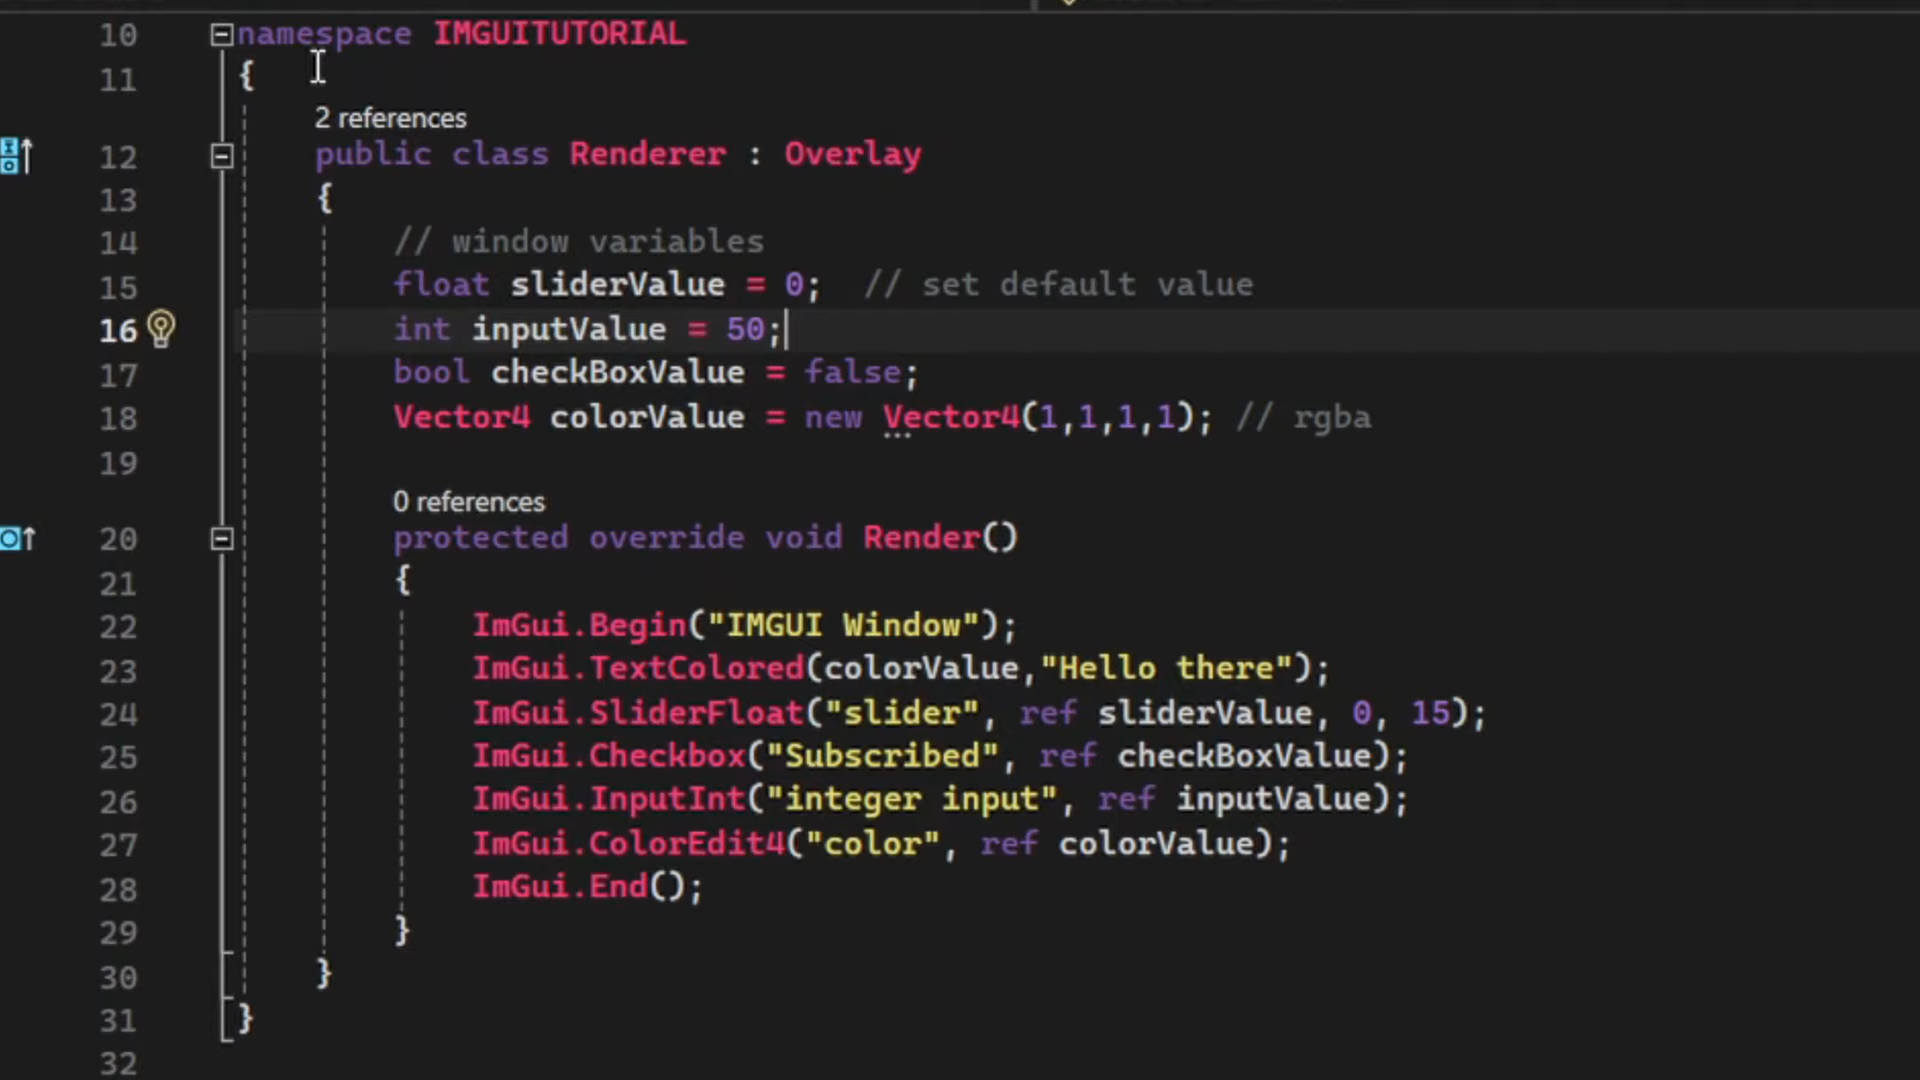 10 namespace IMGUITUTORIAL
11 {
2 references
12 public class Renderer : Overlay
13 {
14 // window variables
15 float sliderValue = 0; // set default value
16 int inputValue = 50;
17 bool checkBoxValue = false;
18 Vector4 colorValue = new Vector4(1,1,1,1); // rgba
19
0 references
20 protected override void Render()
21 {
22 ImGui.Begin("IMGUI Window");
23 ImGui.TextColored(colorValue,"Hello there");
24 ImGui.SliderFloat("slider", ref sliderValue, 0, 15);
25 ImGui.Checkbox("Subscribed", ref checkBoxValue);
26 ImGui.InputInt("integer input", ref inputValue);
27 ImGui.ColorEdit4("color", ref colorValue);
28 ImGui.End();
29 }
30 }
31 }
32